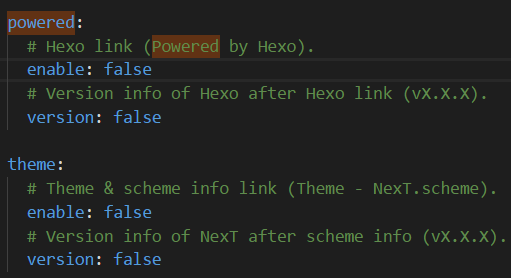 powered:
# Hexo link (Powered by Hexo).
enable: false
# Version info of Hexo after Hexo link (vX.X.X).
version: false
theme:
# Theme & scheme info link (Theme - NexT.scheme).
enable: false
# Version info of NexT after scheme info (vX.X.X).
version: false